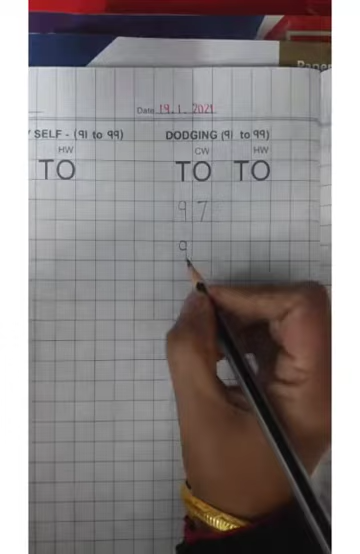 Pape
Date 19.1.2021
Y SELF - (91 to 99) DODGING (91 to 99)
HW CW HW
TO TO TO
97
9